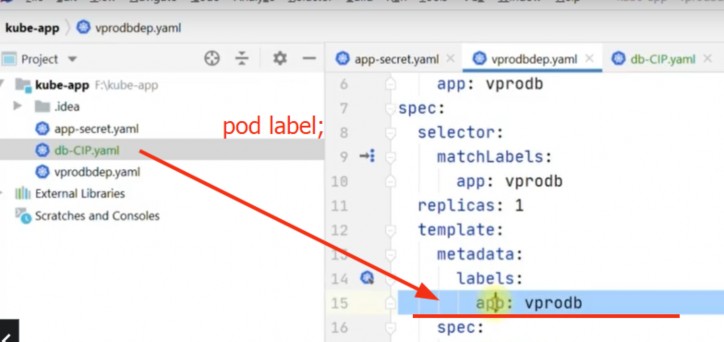 kube-app
vprodbdep.yaml
Project
kube-app F:\kube-app
.idea
app-secret.yaml
db-CIP.yaml
vprodbdep.yaml
External Libraries
Scratches and Consoles
pod label;
app-secret.yaml
vprodbdep.yaml
db-CIP.yaml
6 app: vprodb
7 spec:
8 selector:
9 matchLabels:
10 app: vprodb
11 replicas: 1
12 template:
13 metadata:
14 labels:
15 app: vprodb
16 spec: